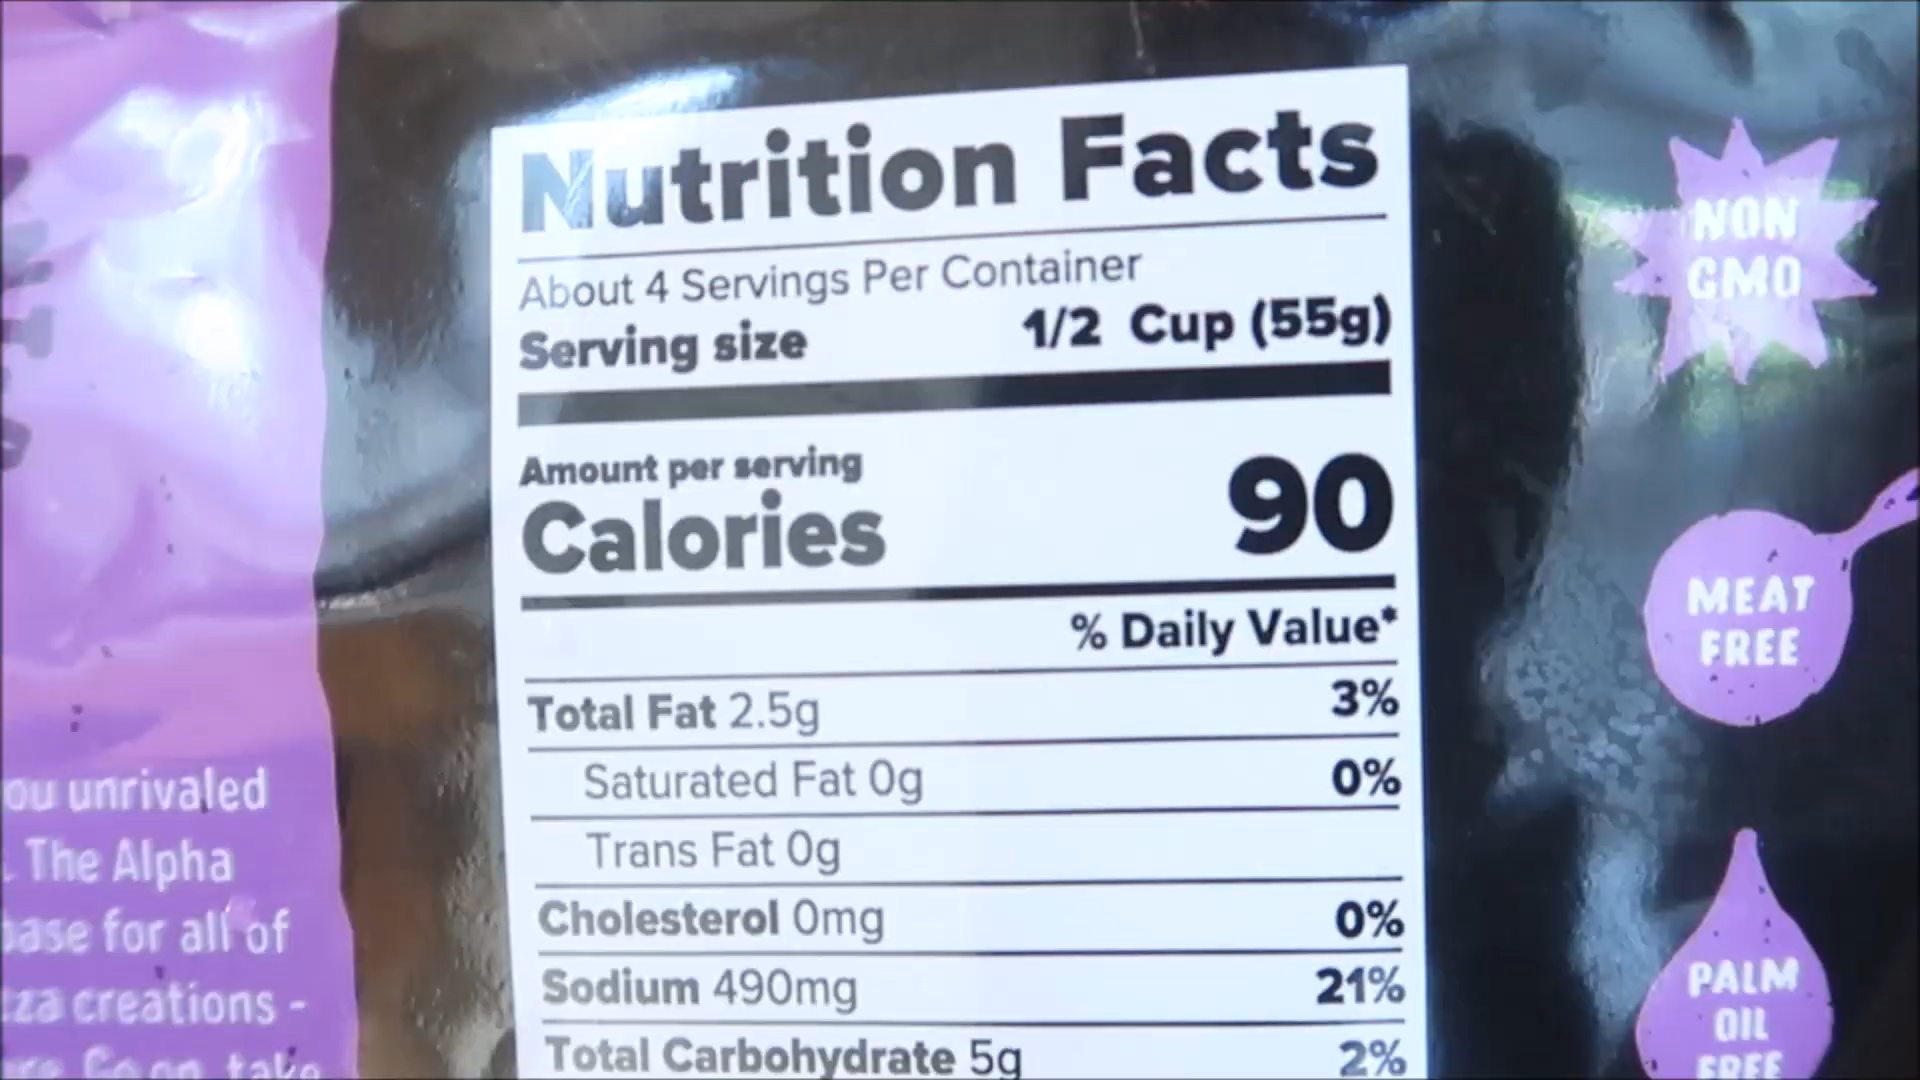 Nutrition Facts
About 4 Servings Per Container
Serving size 1/2 Cup (55g)
Amount per serving
Calories 90
% Daily Value*
Total Fat 2.5g 3%
Saturated Fat 0g 0%
Trans Fat 0g
Cholesterol 0mg 0%
Sodium 490mg 21%
Total Carbohydrate 5g 2%
NON
GMO
MEAT
FREE
PALM
OIL
FREE
ou unrivaled
. The Alpha
base for all of
zza creations -
take